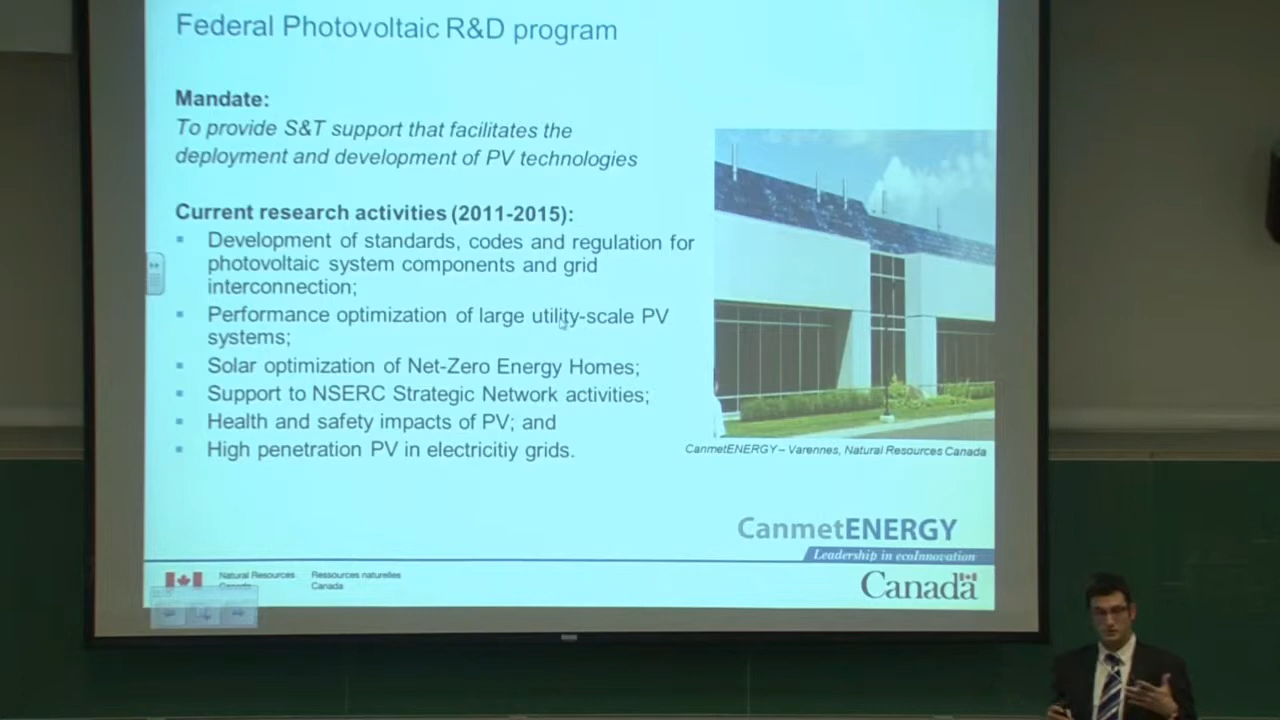 Federal Photovoltaic R&D program
Mandate:
To provide S&T support that facilitates the
deployment and development of PV technologies
Current research activities (2011-2015):
Development of standards, codes and regulation for
photovoltaic system components and grid
interconnection;
Performance optimization of large utility-scale PV
systems;
Solar optimization of Net-Zero Energy Homes;
Support to NSERC Strategic Network activities;
Health and safety impacts of PV; and
High penetration PV in electricitiy grids.
CanmetENERGY – Varennes, Natural Resources Canada
CanmetENERGY
Leadership in ecoInnovation
Natural Resources
Canada
Ressources naturelles
Canada
Canada